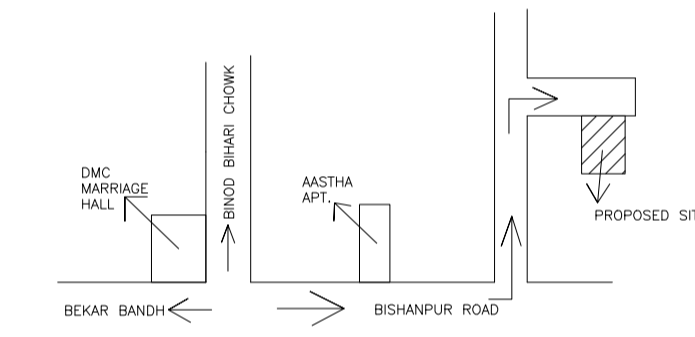 DMC
MARRIAGE
HALL
BINOD BIHARI CHOWK
AASTHA
APT.
PROPOSED SIT
BEKAR BANDH
BISHANPUR ROAD